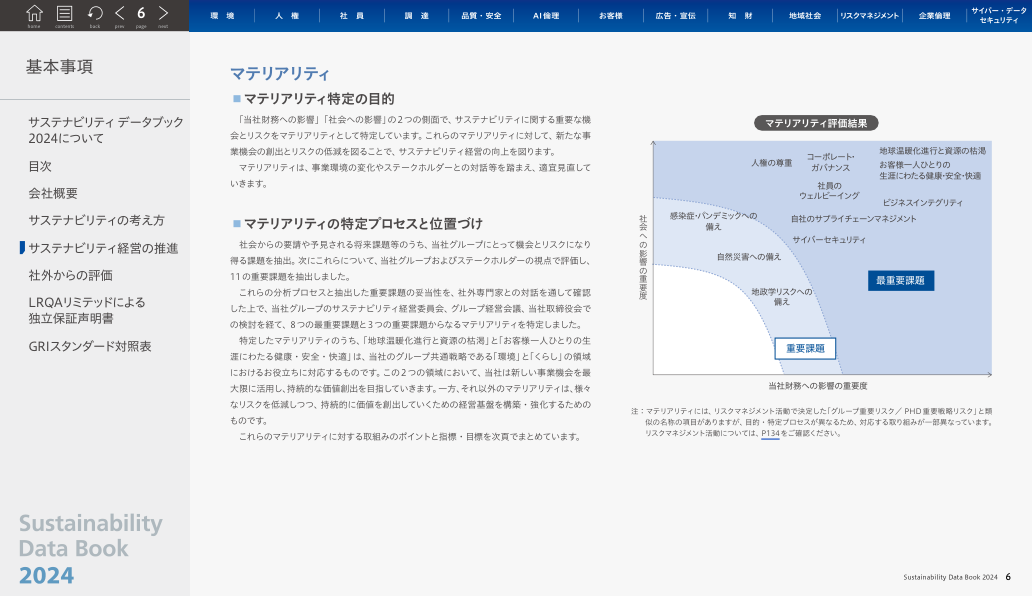 home contents back prev 6 page next
環 境
人 権
社 員
調 達
品質・安全
AI倫理
お客様
広告・宣伝
知 財
地域社会
リスクマネジメント
企業倫理
サイバー・データ
セキュリティ
基本事項
サステナビリティ データブック
2024について
目次
会社概要
サステナビリティの考え方
サステナビリティ経営の推進
社外からの評価
LRQAリミテッドによる
独立保証声明書
GRIスタンダード対照表
Sustainability
Data Book
2024
マテリアリティ
■ マテリアリティ特定の目的
「当社財務への影響」「社会への影響」の2つの側面で、サステナビリティに関する重要な機
会とリスクをマテリアリティとして特定しています。これらのマテリアリティに対して、新たな事
業機会の創出とリスクの低減を図ることで、サステナビリティ経営の向上を図ります。
マテリアリティは、事業環境の変化やステークホルダーとの対話等を踏まえ、適宜見直して
いきます。
■ マテリアリティの特定プロセスと位置づけ
社会からの要請や予見される将来課題等のうち、当社グループにとって機会とリスクになり
得る課題を抽出。次にこれらについて、当社グループおよびステークホルダーの視点で評価し、
11の重要課題を抽出しました。
これらの分析プロセスと抽出した重要課題の妥当性を、社外専門家との対話を通して確認
した上で、当社グループのサステナビリティ経営委員会、グループ経営会議、当社取締役会で
の検討を経て、8つの最重要課題と3つの重要課題からなるマテリアリティを特定しました。
特定したマテリアリティのうち、「地球温暖化進行と資源の枯渇」と「お客様一人ひとりの生
涯にわたる健康・安全・快適」は、当社のグループ共通戦略である「環境」と「くらし」の領域
におけるお役立ちに対応するものです。この2つの領域において、当社は新しい事業機会を最
大限に活用し、持続的な価値創出を目指していきます。一方、それ以外のマテリアリティは、様々
なリスクを低減しつつ、持続的に価値を創出していくための経営基盤を構築・強化するための
ものです。
これらのマテリアリティに対する取組みのポイントと指標・目標を次頁でまとめています。
マテリアリティ評価結果
社会への影響の重要度
人権の尊重
コーポレート・
ガバナンス
地球温暖化進行と資源の枯渇
お客様一人ひとりの
生涯にわたる健康・安全・快適
社員の
ウェルビーイング
ビジネスインテグリティ
感染症・パンデミックへの
備え
自社のサプライチェーンマネジメント
サイバーセキュリティ
自然災害への備え
最重要課題
地政学リスクへの
備え
重要課題
当社財務への影響の重要度
注：マテリアリティには、リスクマネジメント活動で決定した「グループ重要リスク／ PHD重要戦略リスク」と類
似の名称の項目がありますが、目的・特定プロセスが異なるため、対応する取り組みが一部異なっています。
リスクマネジメント活動については、P134をご確認ください。
Sustainability Data Book 2024 6